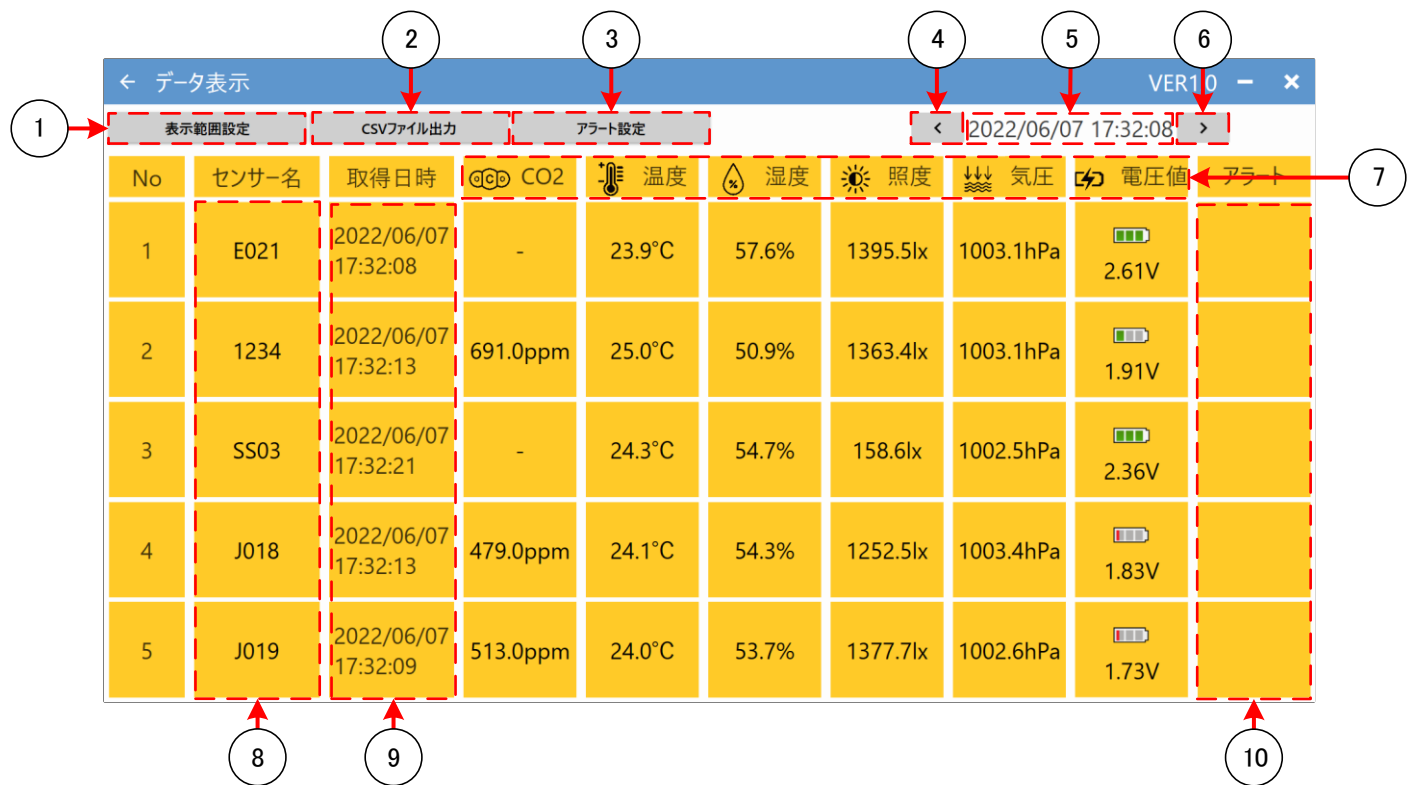 2 3 4 5 6
← データ表示 VER1.0 − ×
1 表示範囲設定 CSVファイル出力 アラート設定 < 2022/06/07 17:32:08 >
No センサー名 取得日時 CO2 温度 湿度 照度 気圧 電圧値 アラート 7
1 E021 2022/06/07 17:32:08 - 23.9°C 57.6% 1395.5lx 1003.1hPa 2.61V
2 1234 2022/06/07 17:32:13 691.0ppm 25.0°C 50.9% 1363.4lx 1003.1hPa 1.91V
3 SS03 2022/06/07 17:32:21 - 24.3°C 54.7% 158.6lx 1002.5hPa 2.36V
4 J018 2022/06/07 17:32:13 479.0ppm 24.1°C 54.3% 1252.5lx 1003.4hPa 1.83V
5 J019 2022/06/07 17:32:09 513.0ppm 24.0°C 53.7% 1377.7lx 1002.6hPa 1.73V
8 9 10